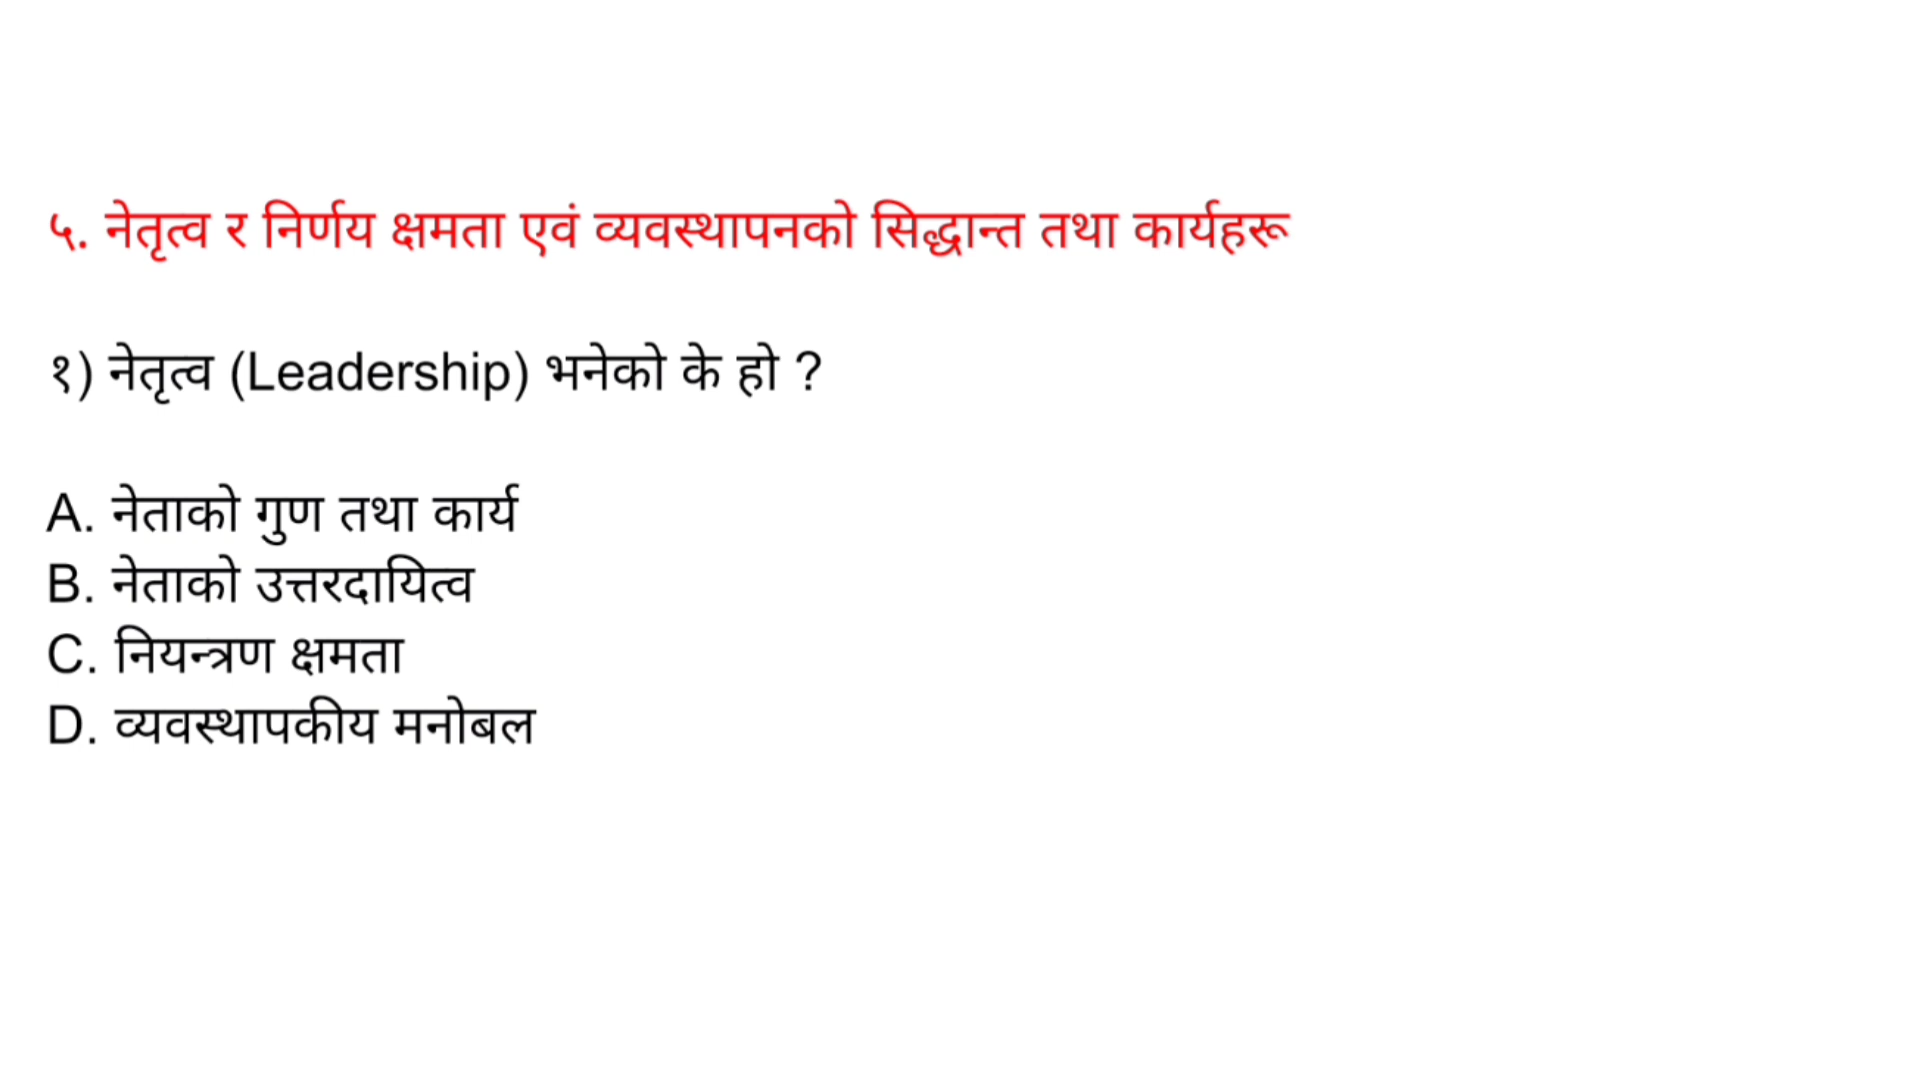 ५. नेतृत्व र निर्णय क्षमता एवं व्यवस्थापनको सिद्धान्त तथा कार्यहरू
१) नेतृत्व (Leadership) भनेको के हो ?
A. नेताको गुण तथा कार्य
B. नेताको उत्तरदायित्व
C. नियन्त्रण क्षमता
D. व्यवस्थापकीय मनोबल